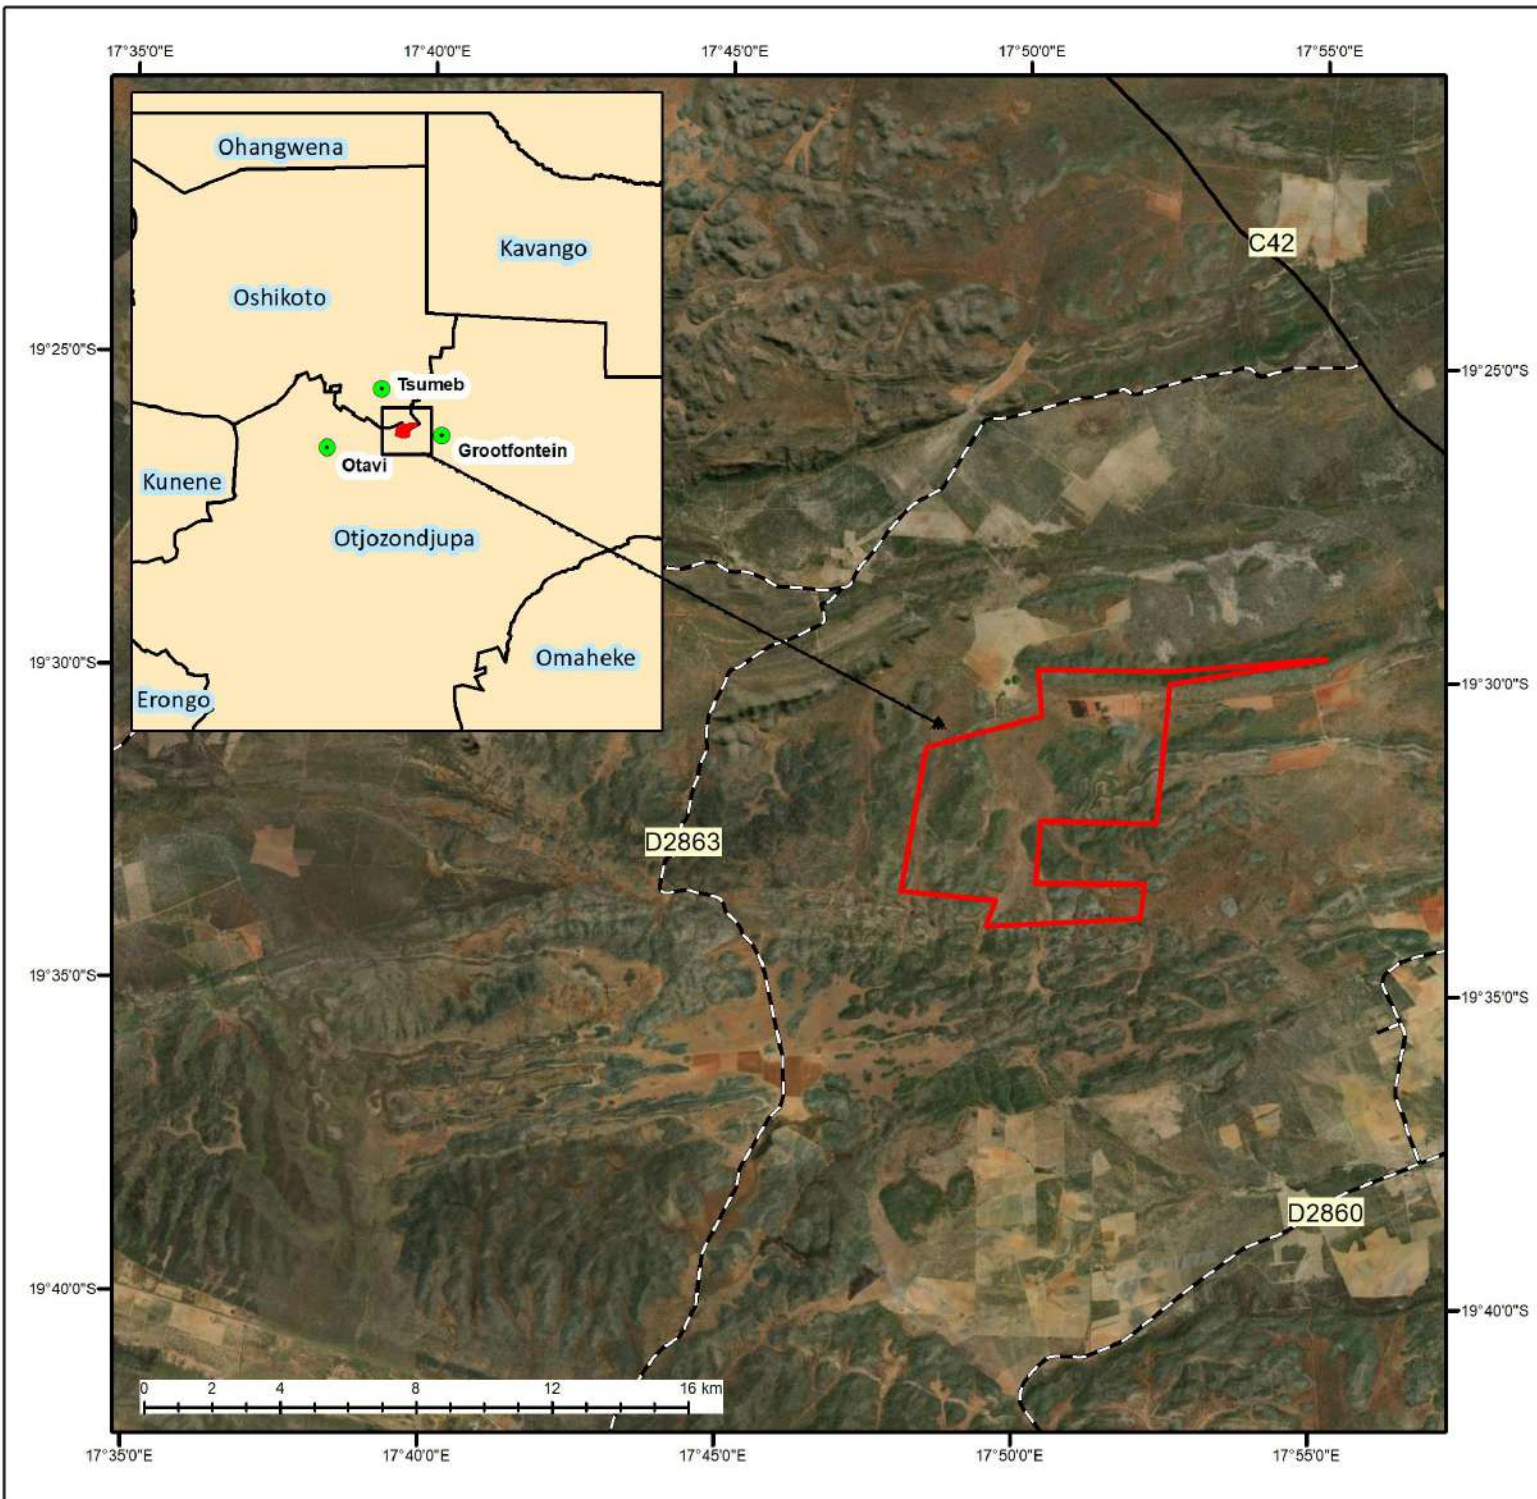 17°35'0"E
17°40'0"E
17°45'0"E
17°50'0"E
17°55'0"E
Ohangwena
Kavango
C42
Oshikoto
19°25'0"S
19°25'0"S
Tsumeb
Grootfontein
Otavi
Kunene
Otjozondjupa
Omaheke
19°30'0"S
19°30'0"S
Erongo
D2863
19°35'0"S
19°35'0"S
D2860
19°40'0"S
19°40'0"S
0 2 4 8 12 16 km
17°35'0"E
17°40'0"E
17°45'0"E
17°50'0"E
17°55'0"E